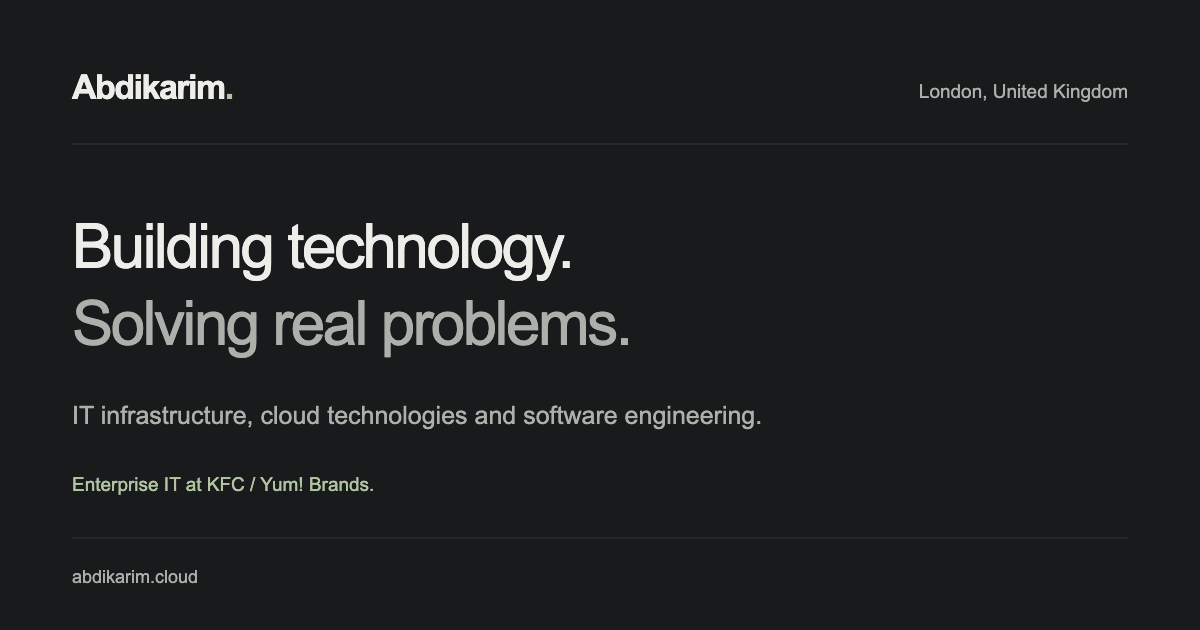 Abdikarim.
London, United Kingdom
Building technology.
Solving real problems.
IT infrastructure, cloud technologies and software engineering.
Enterprise IT at KFC / Yum! Brands.
abdikarim.cloud